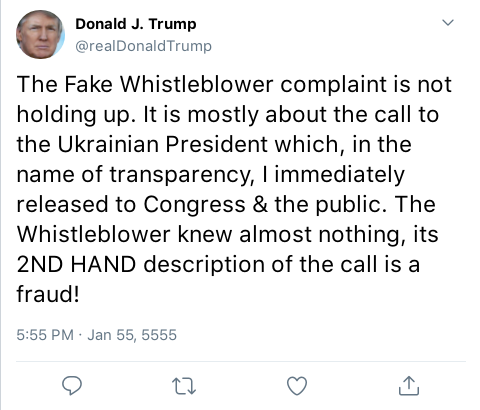 Donald J. Trump
@realDonaldTrump
The Fake Whistleblower complaint is not
holding up. It is mostly about the call to
the Ukrainian President which, in the
name of transparency, I immediately
released to Congress & the public. The
Whistleblower knew almost nothing, its
2ND HAND description of the call is a
fraud!
5:55 PM · Jan 55, 5555